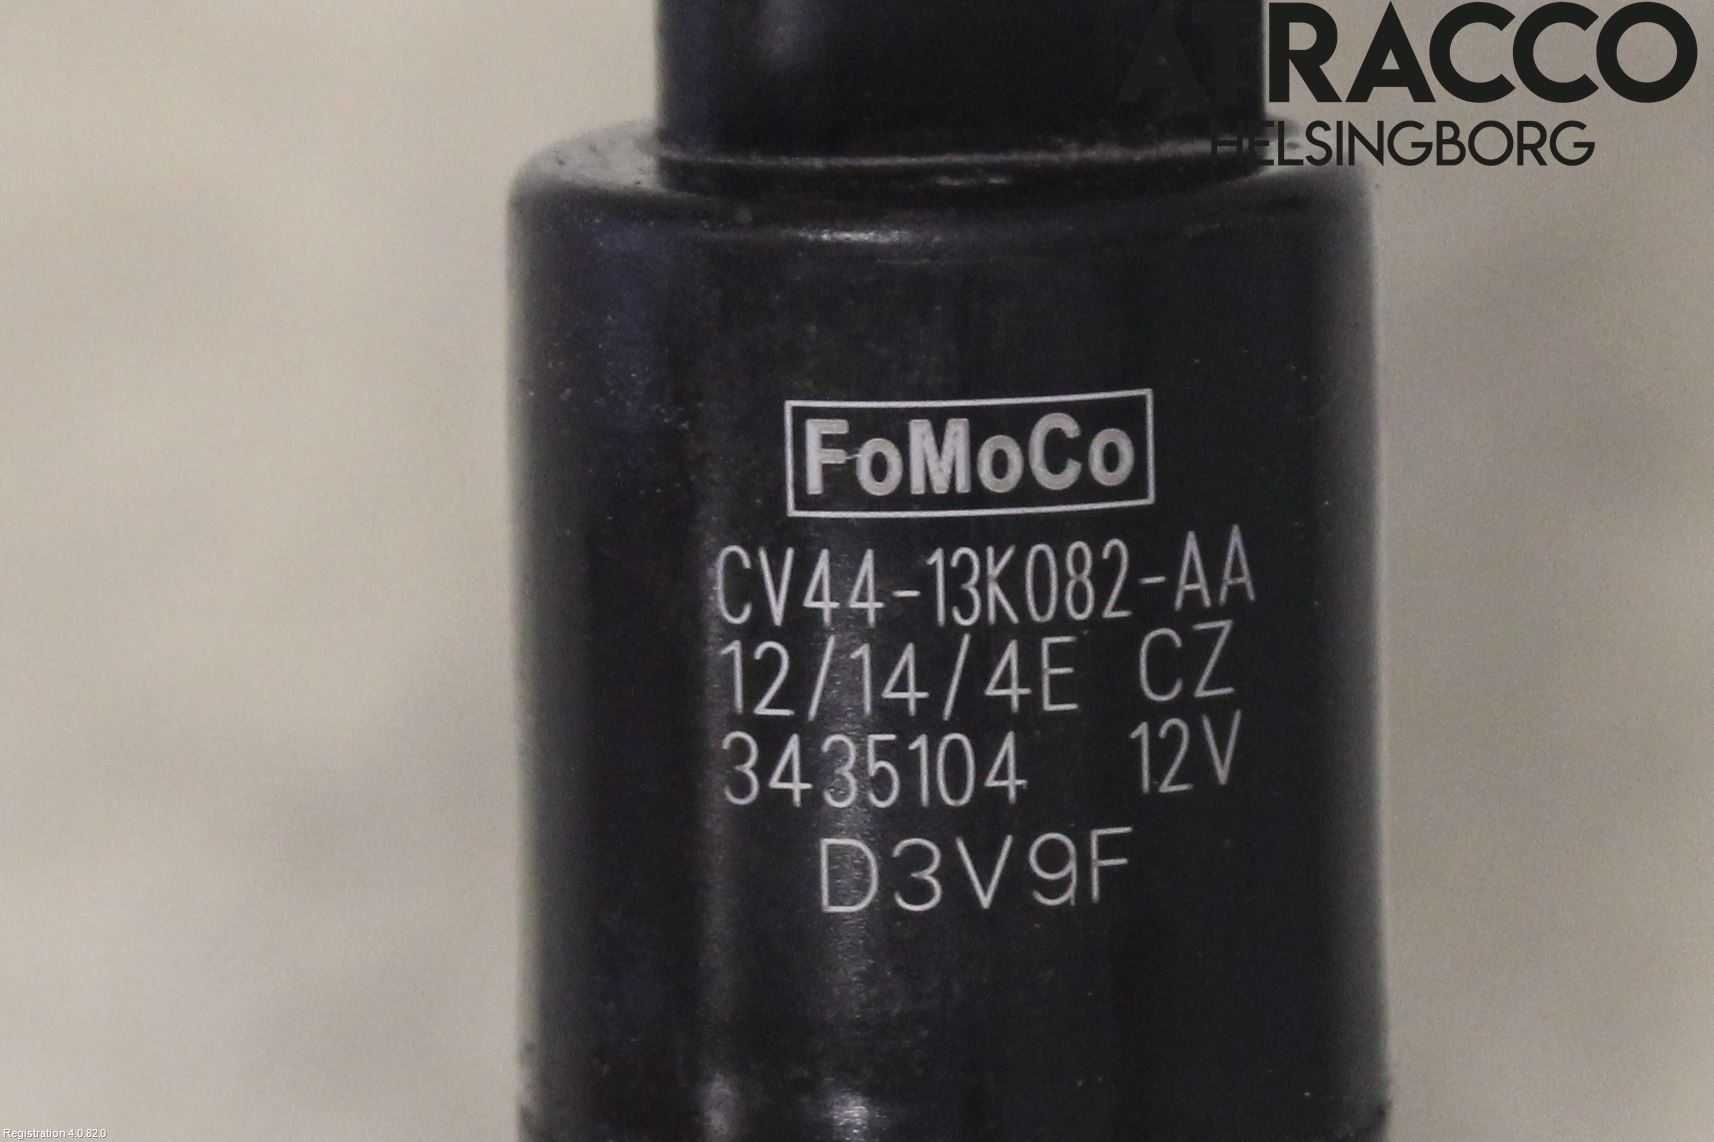 ATRACCO
HELSINGBORG
FoMoCo
CV44-13K082-AA
12/14/4E CZ
3435104 12V
D3V9F
Registration 4.0.82.0